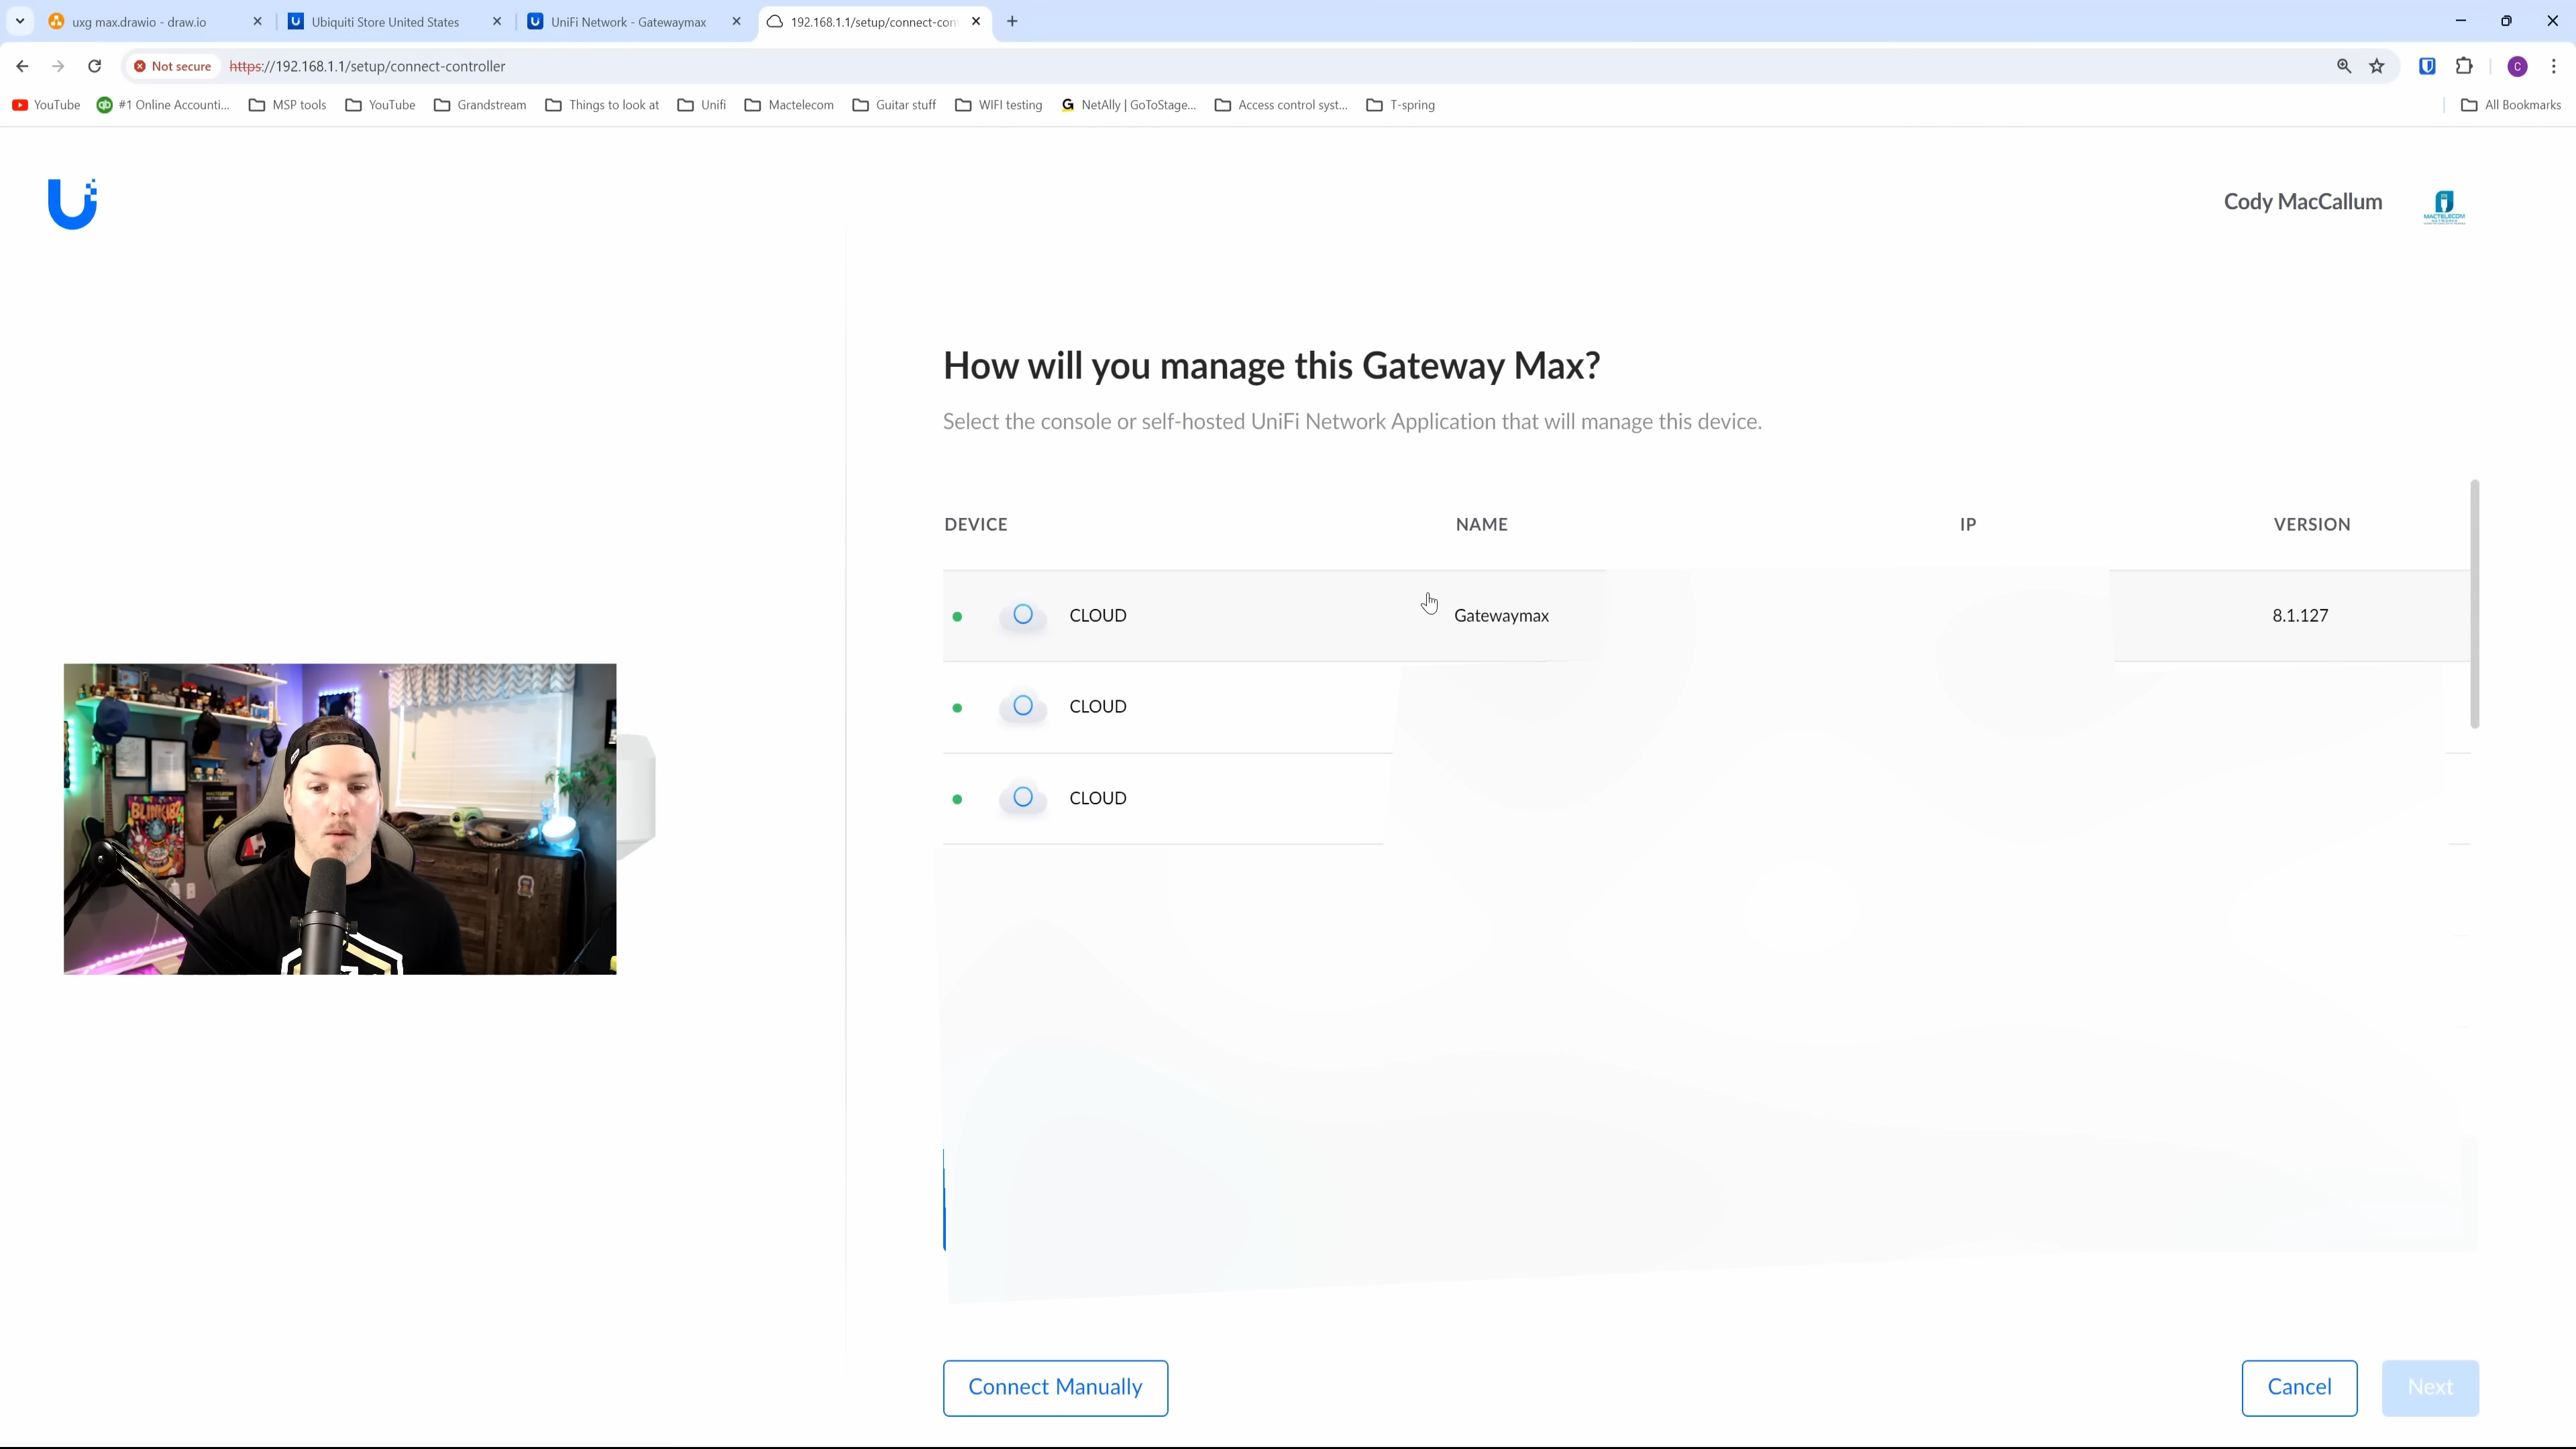 uxg max.drawio - draw.io
Ubiquiti Store United States
UniFi Network - Gatewaymax
192.168.1.1/setup/connect-con
Not secure https://192.168.1.1/setup/connect-controller
YouTube #1 Online Accounti... MSP tools YouTube Grandstream Things to look at Unifi Mactelecom Guitar stuff WIFI testing NetAlly | GoToStage... Access control syst... T-spring All Bookmarks
Cody MacCallum
MACTELECOM
How will you manage this Gateway Max?
Select the console or self-hosted UniFi Network Application that will manage this device.
DEVICE NAME IP VERSION
CLOUD Gatewaymax 8.1.127
CLOUD
CLOUD
BLINK182
Connect Manually Cancel Next